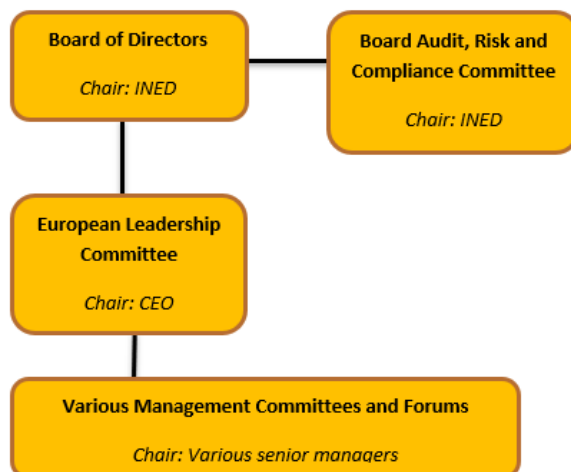 Board of Directors
Chair: INED
Board Audit, Risk and
Compliance Committee
Chair: INED
European Leadership
Committee
Chair: CEO
Various Management Committees and Forums
Chair: Various senior managers